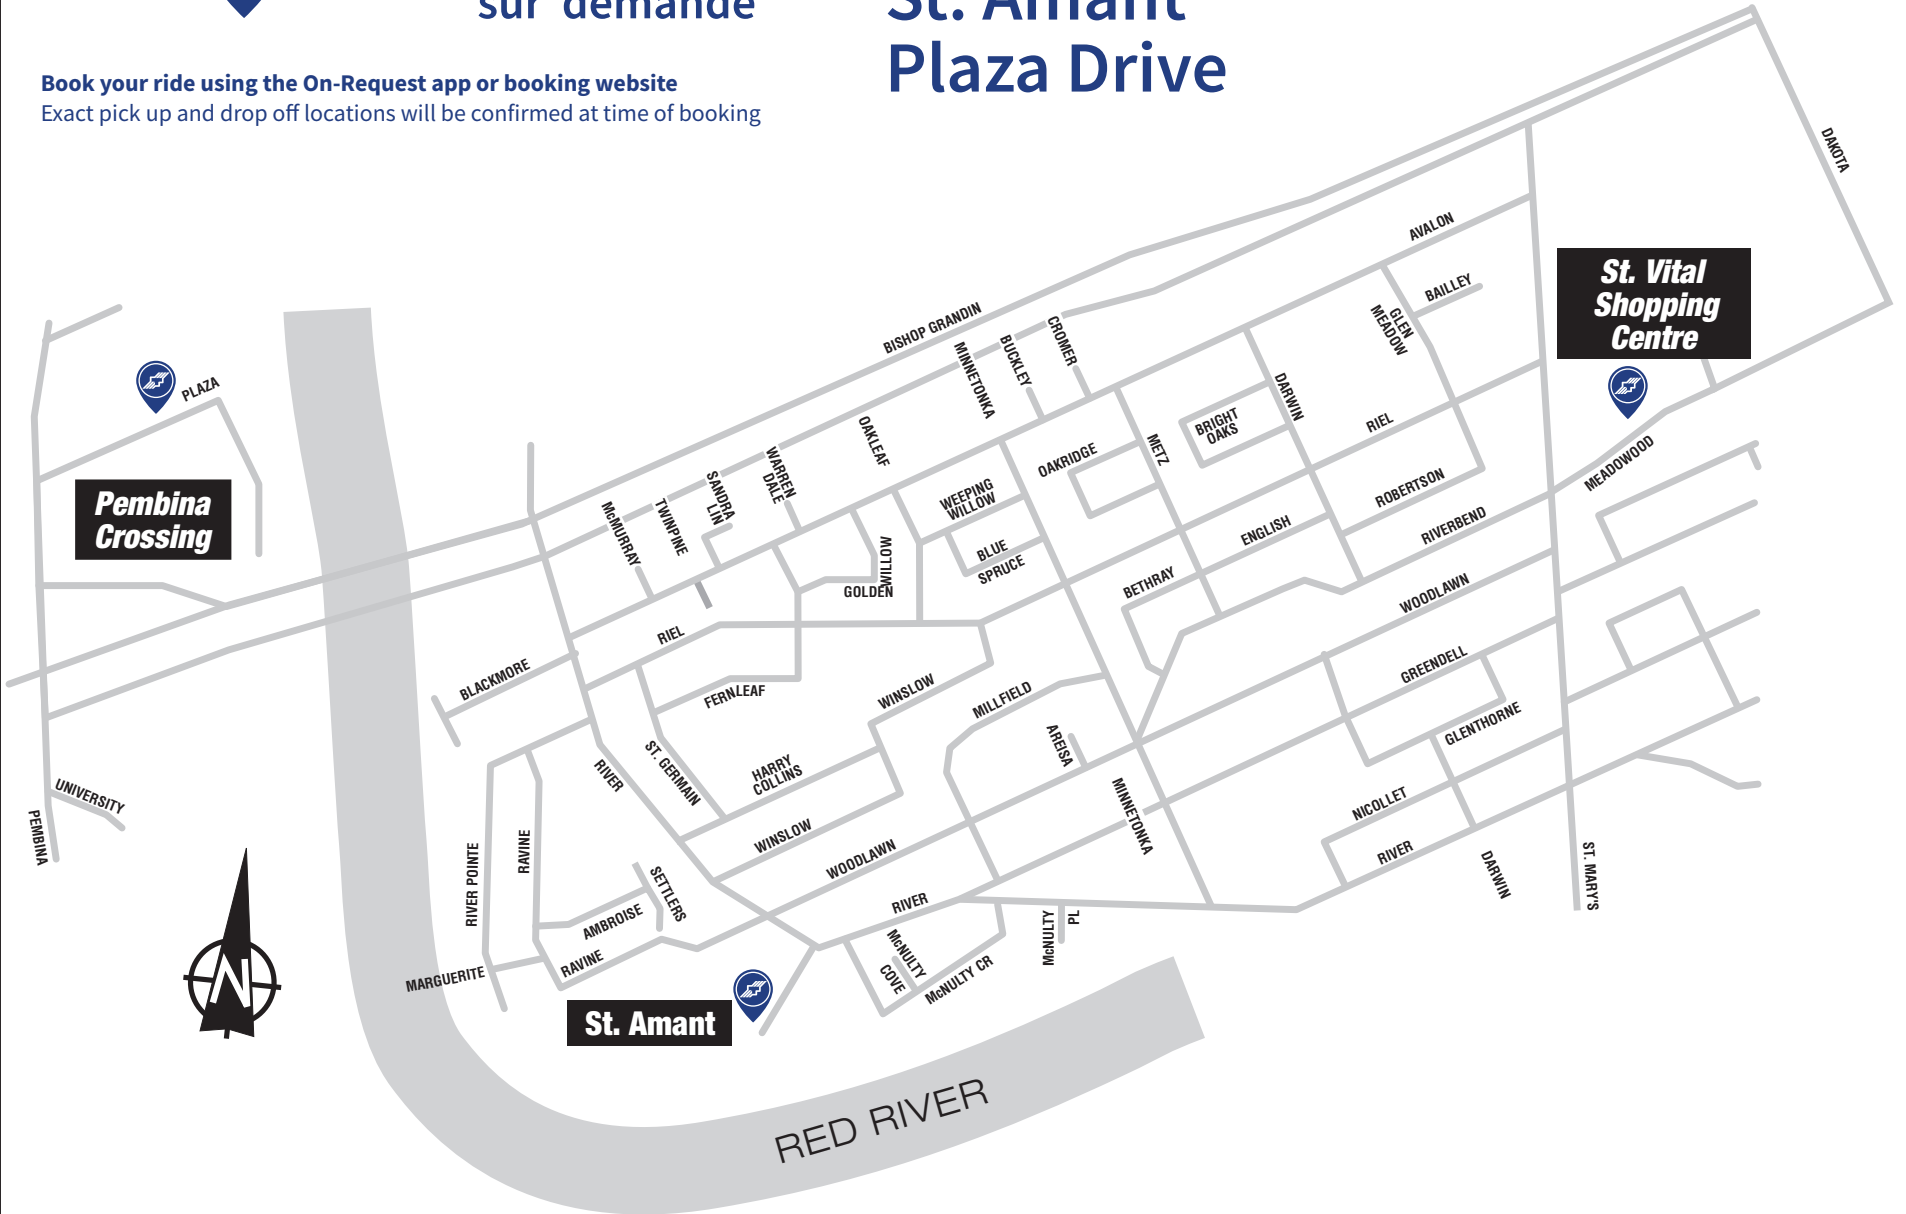 sur demande
St. Amant
Plaza Drive
Book your ride using the On-Request app or booking website
Exact pick up and drop off locations will be confirmed at time of booking
DAKOTA
AVALON
St. Vital
Shopping
Centre
BAILLEY
GLEN
MEADOW
BISHOP GRANDIN
CROMER
BUCKLEY
MINNETONKA
PLAZA
DARWIN
BRIGHT
OAKS
RIEL
METZ
OAKRIDGE
OAKLEAF
WARREN
DALE
SANDRA
LIN
TWINPINE
McMURRAY
Pembina
Crossing
WEEPING
WILLOW
MEADOWOOD
ROBERTSON
RIVERBEND
ENGLISH
BLUE
SPRUCE
WILLOW
GOLDEN
BETHRAY
WOODLAWN
RIEL
BLACKMORE
FERNLEAF
WINSLOW
MILLFIELD
GREENDELL
GLENTHORNE
AREISA
ST. GERMAIN
RIVER
HARRY
COLLINS
UNIVERSITY
PEMBINA
MINNETONKA
NICOLLET
WINSLOW
WOODLAWN
RIVER
DARWIN
ST. MARY'S
RIVER POINTE
RAVINE
SETTLERS
AMBROISE
RIVER
McNULTY
PL
McNULTY
COVE
McNULTY CR
RAVINE
MARGUERITE
N
St. Amant
RED RIVER